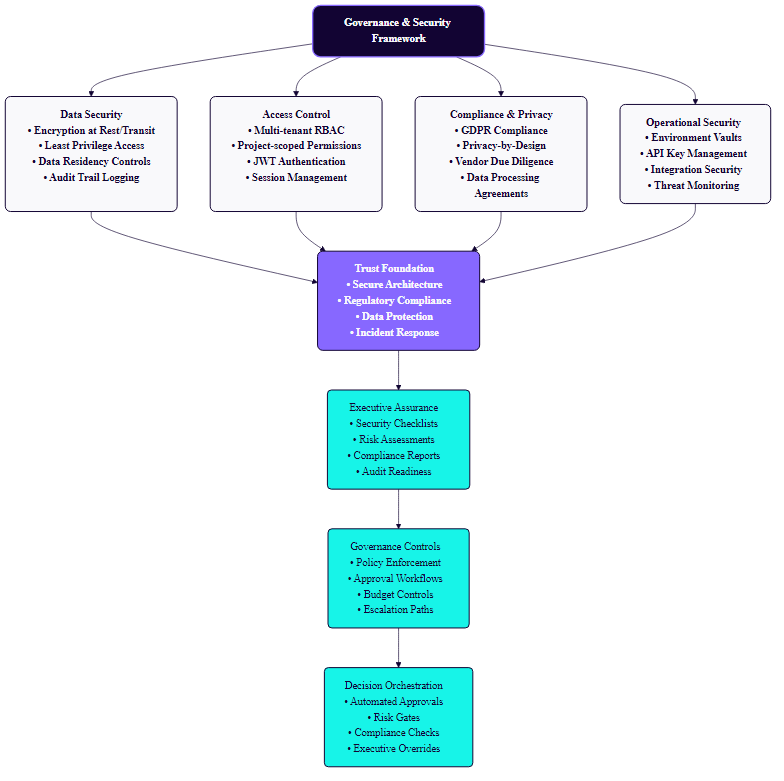 Governance & Security
Framework
Data Security
• Encryption at Rest/Transit
• Least Privilege Access
• Data Residency Controls
• Audit Trail Logging
Access Control
• Multi-tenant RBAC
• Project-scoped Permissions
• JWT Authentication
• Session Management
Compliance & Privacy
• GDPR Compliance
• Privacy-by-Design
• Vendor Due Diligence
• Data Processing
Agreements
Operational Security
• Environment Vaults
• API Key Management
• Integration Security
• Threat Monitoring
Trust Foundation
• Secure Architecture
• Regulatory Compliance
• Data Protection
• Incident Response
Executive Assurance
• Security Checklists
• Risk Assessments
• Compliance Reports
• Audit Readiness
Governance Controls
• Policy Enforcement
• Approval Workflows
• Budget Controls
• Escalation Paths
Decision Orchestration
• Automated Approvals
• Risk Gates
• Compliance Checks
• Executive Overrides